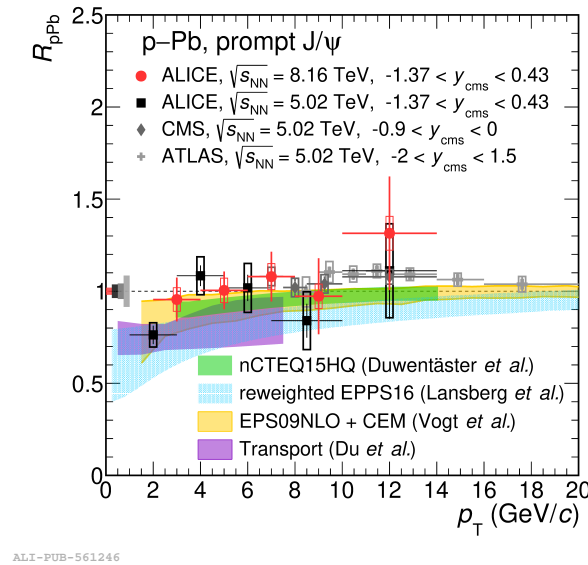 R_pPb
2.5
2
1.5
1
0.5
0
p−Pb, prompt J/ψ
ALICE, √s_NN = 8.16 TeV, -1.37 < y_cms < 0.43
ALICE, √s_NN = 5.02 TeV, -1.37 < y_cms < 0.43
CMS, √s_NN = 5.02 TeV, -0.9 < y_cms < 0
ATLAS, √s_NN = 5.02 TeV, -2 < y_cms < 1.5
nCTEQ15HQ (Duwentäster et al.)
reweighted EPPS16 (Lansberg et al.)
EPS09NLO + CEM (Vogt et al.)
Transport (Du et al.)
0 2 4 6 8 10 12 14 16 18 20
p_T (GeV/c)
ALI-PUB-561246